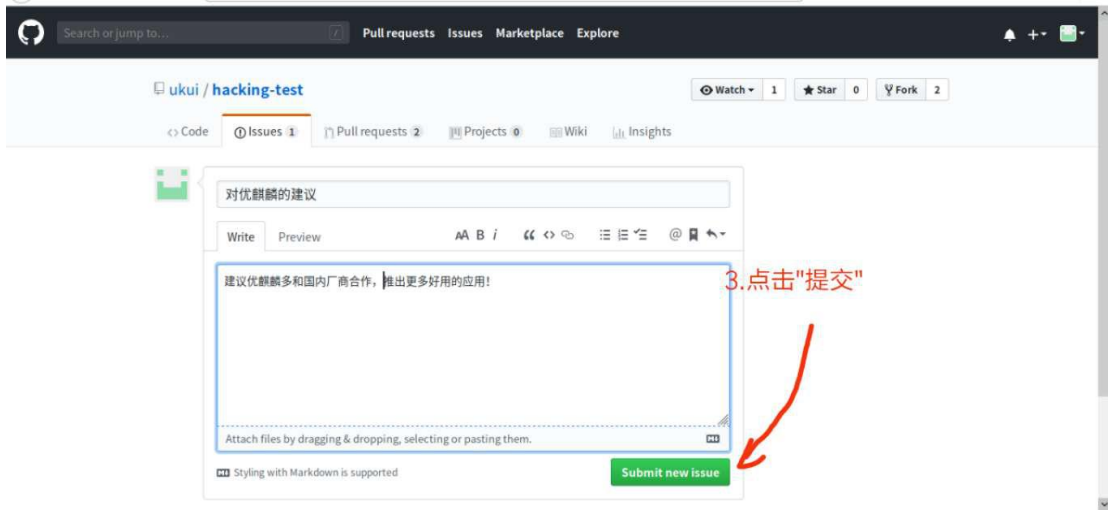 Search or jump to... /
Pull requests Issues Marketplace Explore
ukui / hacking-test
Watch 1 Star 0 Fork 2
Code Issues 1 Pull requests 2 Projects 0 Wiki Insights
对优麒麟的建议
Write Preview
AA B i “ <> @
建议优麒麟多和国内厂商合作，推出更多好用的应用！
3.点击"提交"
Attach files by dragging & dropping, selecting or pasting them.
Styling with Markdown is supported
Submit new issue